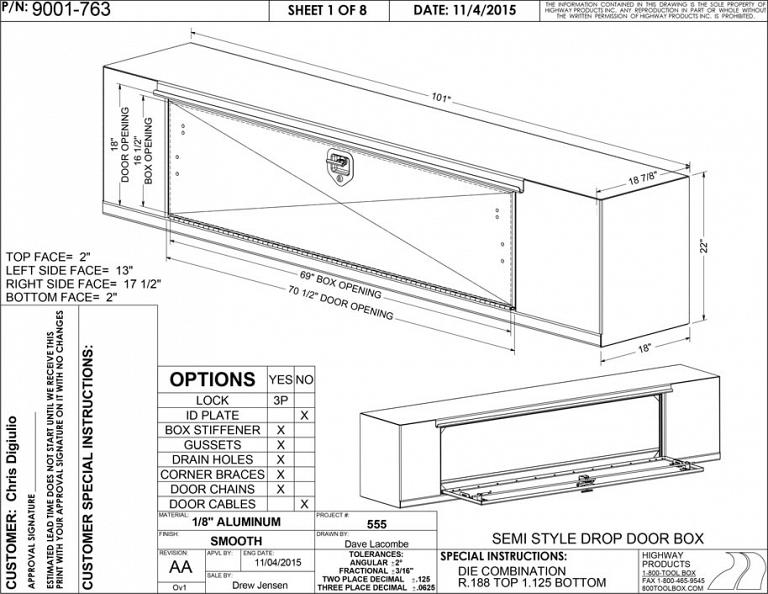 P/N: 9001-763
SHEET 1 OF 8
DATE: 11/4/2015
THE INFORMATION CONTAINED IN THIS DRAWING IS THE SOLE PROPERTY OF
HIGHWAY PRODUCTS INC. ANY REPRODUCTION IN PART OR WHOLE WITHOUT
THE WRITTEN PERMISSION OF HIGHWAY PRODUCTS INC. IS PROHIBITED.
101"
18"
DOOR OPENING
16 1/2"
BOX OPENING
18 7/8"
22"
18"
69" BOX OPENING
70 1/2" DOOR OPENING
TOP FACE= 2"
LEFT SIDE FACE= 13"
RIGHT SIDE FACE= 17 1/2"
BOTTOM FACE= 2"
CUSTOMER: Chris Digiulio
APPROVAL SIGNATURE
ESTIMATED LEAD TIME DOES NOT START UNTIL WE RECEIVE THIS
PRINT WITH YOUR APPROVAL SIGNATURE ON IT WITH NO CHANGES
CUSTOMER SPECIAL INSTRUCTIONS:
OPTIONS YES NO
LOCK 3P
ID PLATE X
BOX STIFFENER X
GUSSETS X
DRAIN HOLES X
CORNER BRACES X
DOOR CHAINS X
DOOR CABLES X
MATERIAL: 1/8" ALUMINUM
PROJECT #: 555
FINISH: SMOOTH
DRAWN BY: Dave Lacombe
REVISION: AA
Ov1
APVL BY:
ENG DATE: 11/04/2015
SALE BY: Drew Jensen
TOLERANCES:
ANGULAR ±2°
FRACTIONAL ±3/16"
TWO PLACE DECIMAL ±.125
THREE PLACE DECIMAL ±.0625
SEMI STYLE DROP DOOR BOX
SPECIAL INSTRUCTIONS:
DIE COMBINATION
R.188 TOP 1.125 BOTTOM
HIGHWAY
PRODUCTS
1-800-TOOL BOX
FAX 1-800-465-9545
800TOOLBOX.COM